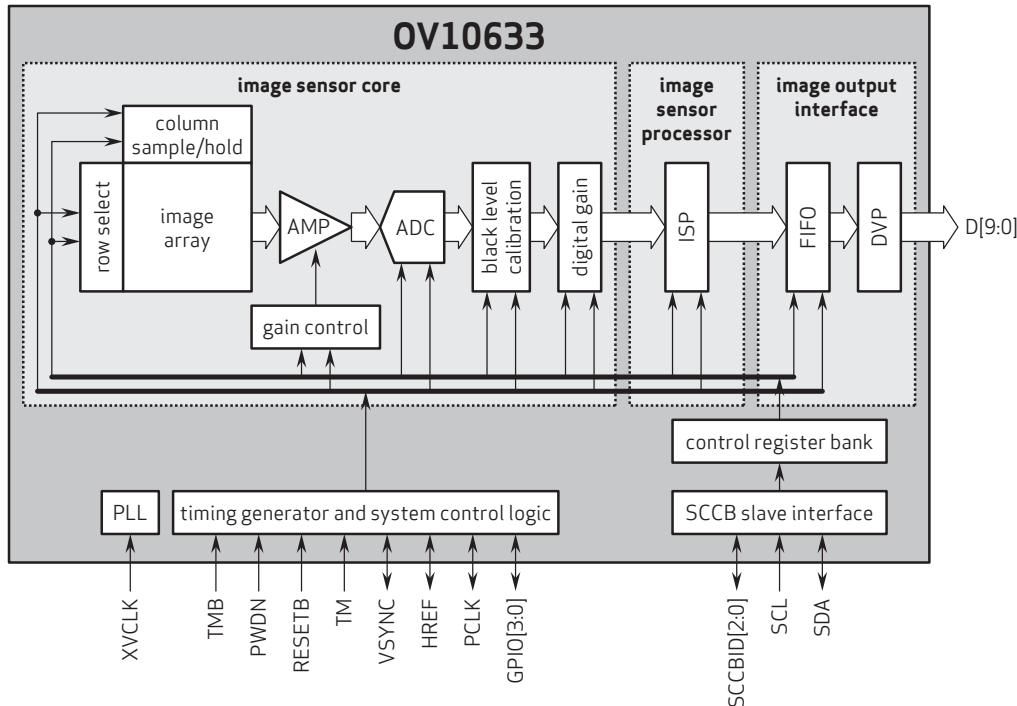 OV10633
image sensor core
image
sensor
processor
image output
interface
column
sample/hold
row select
image
array
AMP
ADC
black level
calibration
digital gain
ISP
FIFO
DVP
D[9:0]
gain control
control register bank
PLL
timing generator and system control logic
SCCB slave interface
XVCLK
TMB
PWDN
RESETB
TM
VSYNC
HREF
PCLK
GPIO[3:0]
SCCBID[2:0]
SCL
SDA